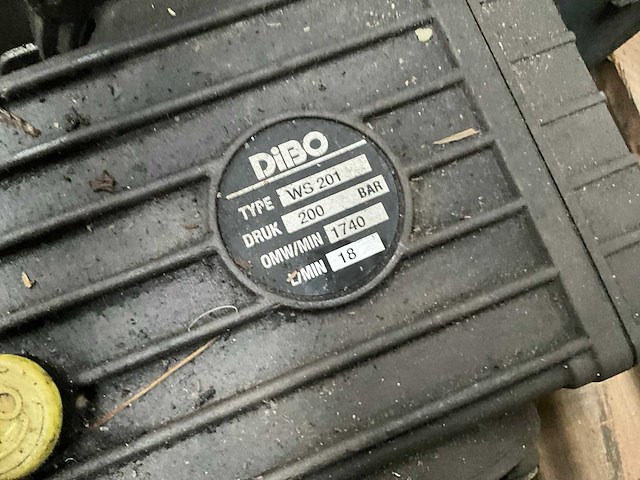 DiBO
TYPE WS 201
DRUK 200 BAR
OMW/MIN 1740
L/MIN 18